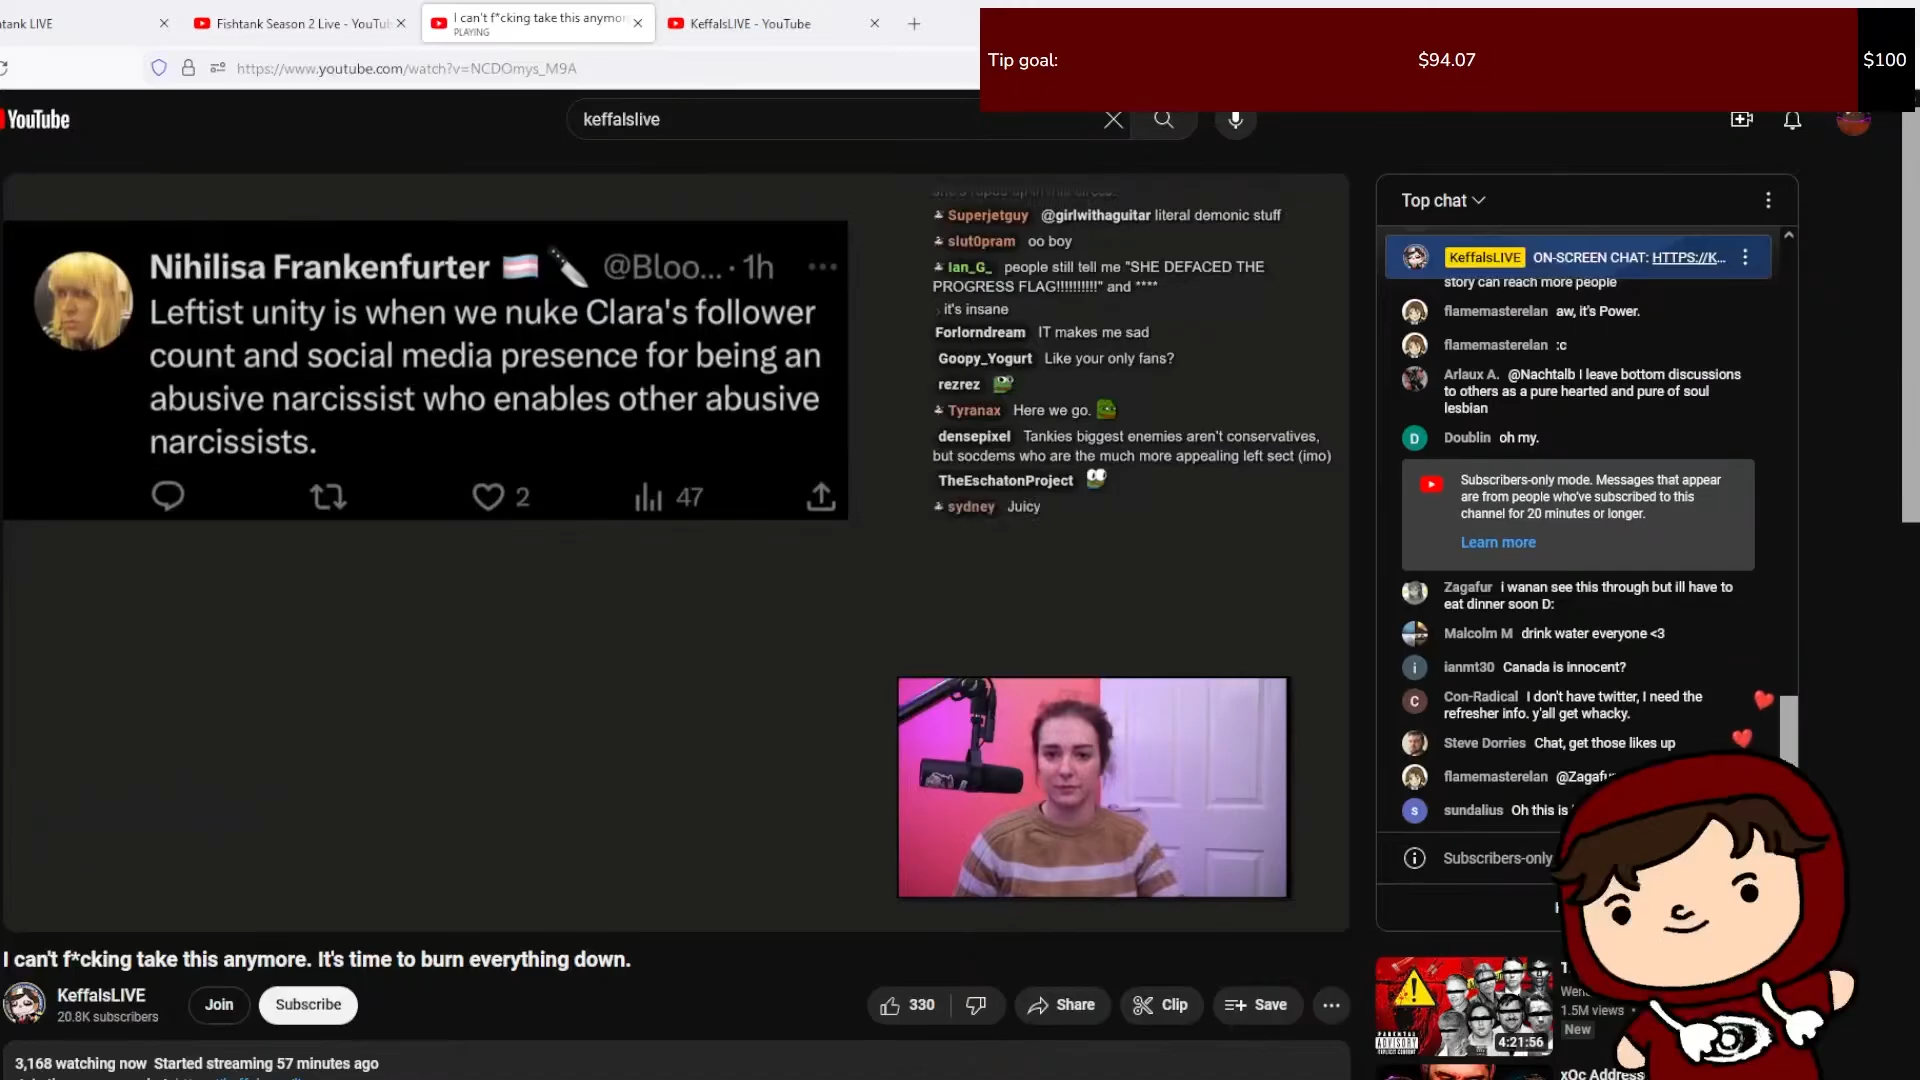 tank LIVE
Fishtank Season 2 Live - YouTub
I can't f*cking take this anymor
PLAYING
KeffalsLIVE - YouTube
https://www.youtube.com/watch?v=NCDOmys_M9A
Tip goal:
$94.07
$100
YouTube
keffalslive
Nihilisa Frankenfurter @Bloo... · 1h
Leftist unity is when we nuke Clara's follower
count and social media presence for being an
abusive narcissist who enables other abusive
narcissists.
2
47
Superjetguy @girlwithaguitar literal demonic stuff
slut0pram oo boy
Ian_G_ people still tell me "SHE DEFACED THE
PROGRESS FLAG!!!!!!!!!!" and ****
it's insane
Forlorndream IT makes me sad
Goopy_Yogurt Like your only fans?
rezrez
Tyranax Here we go.
densepixel Tankies biggest enemies aren't conservatives,
but socdems who are the much more appealing left sect (imo)
TheEschatonProject
sydney Juicy
Top chat
KeffalsLIVE ON-SCREEN CHAT: HTTPS://K...
story can reach more people
flamemasterelan aw, it's Power.
flamemasterelan :c
Arlaux A. @Nachtalb I leave bottom discussions
to others as a pure hearted and pure of soul
lesbian
D
Doublin oh my.
Subscribers-only mode. Messages that appear
are from people who've subscribed to this
channel for 20 minutes or longer.
Learn more
Zagafur i wanan see this through but ill have to
eat dinner soon D:
Malcolm M drink water everyone <3
i
ianmt30 Canada is innocent?
C
Con-Radical I don't have twitter, I need the
refresher info. y'all get whacky.
Steve Dorries Chat, get those likes up
flamemasterelan @Zagafu
s
sundalius Oh this is
Subscribers-only
I can't f*cking take this anymore. It's time to burn everything down.
KeffalsLIVE
20.8K subscribers
Join
Subscribe
330
Share
Clip
Save
3,168 watching now Started streaming 57 minutes ago
PARENTAL
ADVISORY
EXPLICIT CONTENT
4:21:56
1.5M views
New
xQc Address